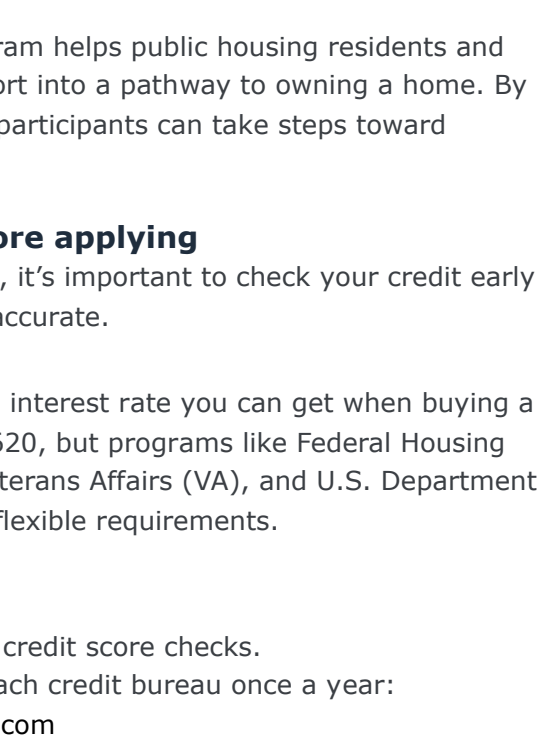 ram helps public housing residents and
ort into a pathway to owning a home. By
participants can take steps toward
ore applying
, it’s important to check your credit early
accurate.
interest rate you can get when buying a
620, but programs like Federal Housing
terans Affairs (VA), and U.S. Department
flexible requirements.
credit score checks.
ach credit bureau once a year:
.com